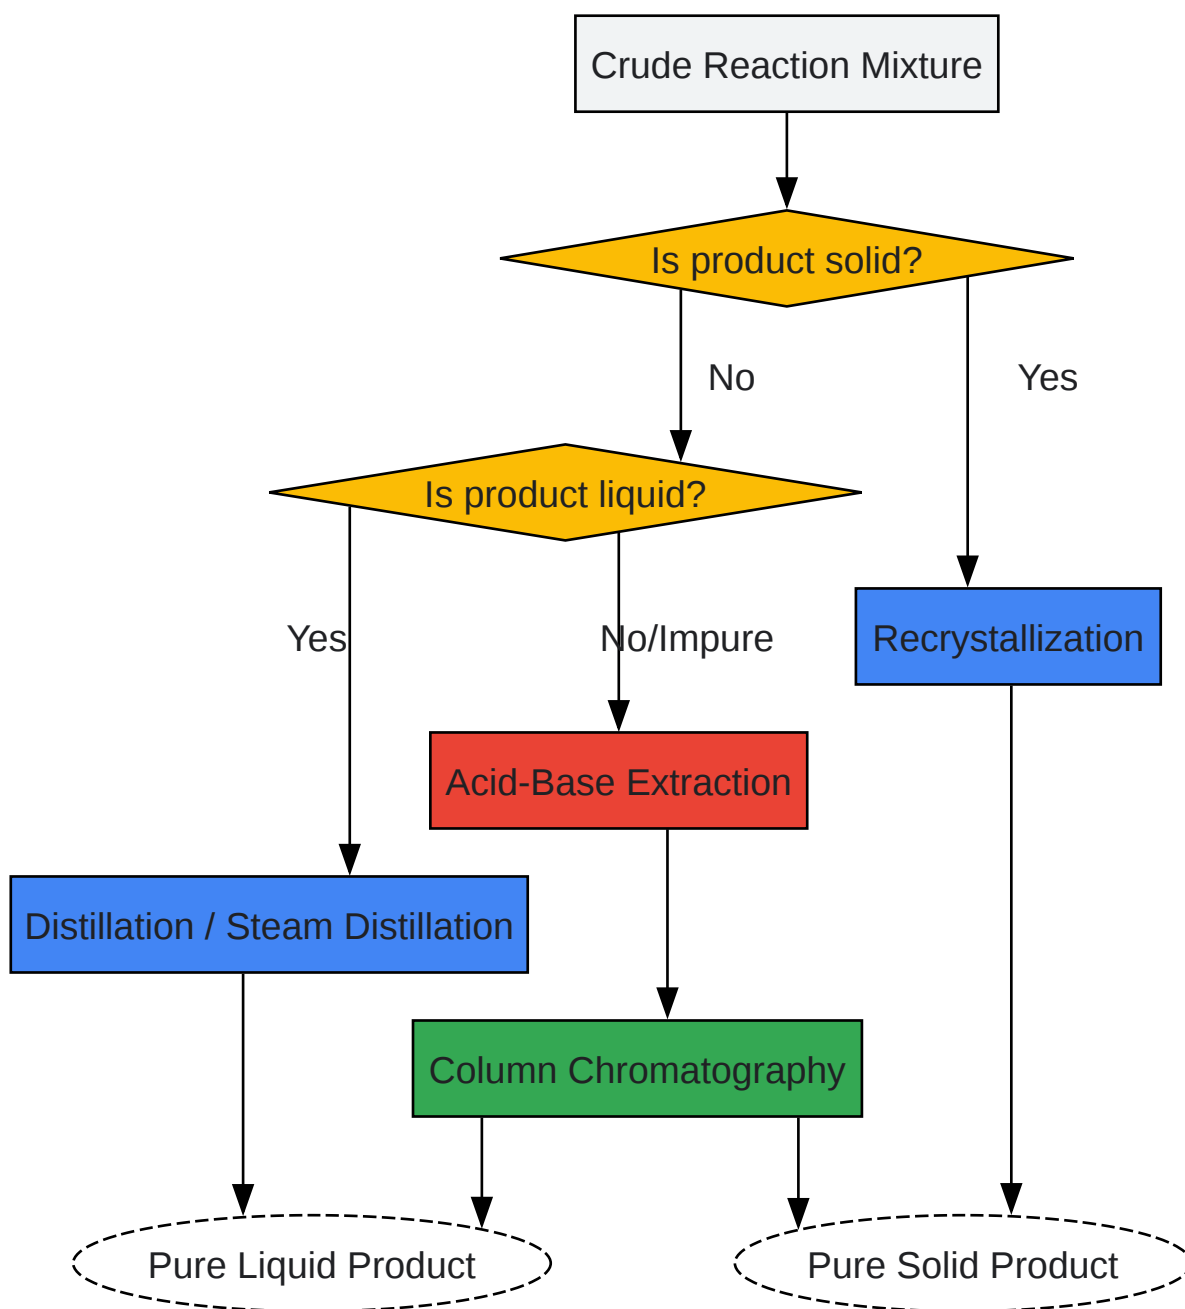 Crude Reaction Mixture
Is product solid?
No
Yes
Is product liquid?
Yes
No/Impure
Recrystallization
Acid-Base Extraction
Distillation / Steam Distillation
Column Chromatography
Pure Liquid Product
Pure Solid Product